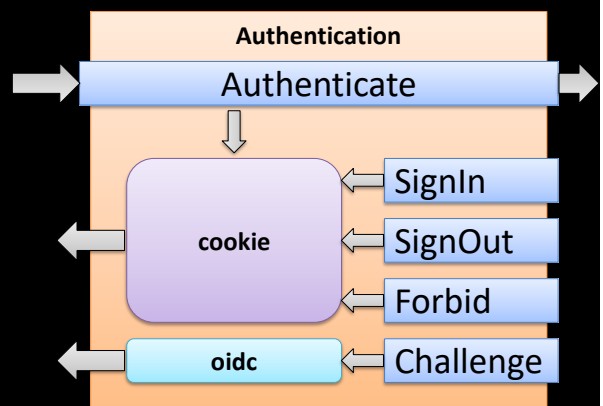 Authentication
Authenticate
SignIn
cookie
SignOut
Forbid
oidc
Challenge